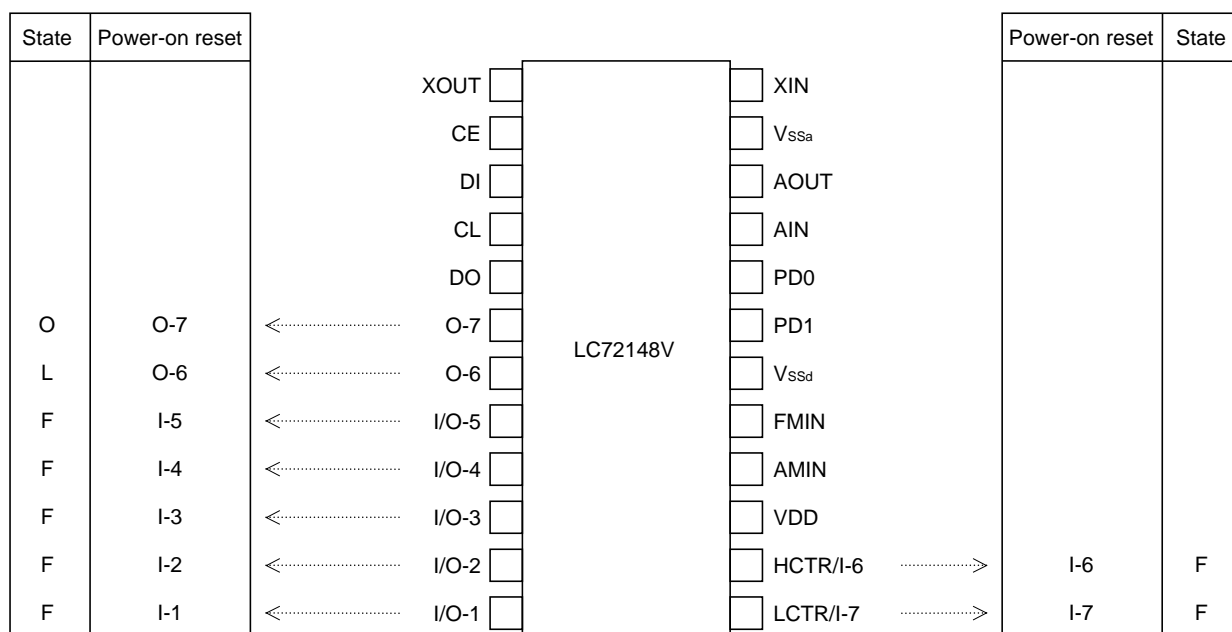 State Power-on reset Power-on reset State
XOUT XIN
CE VSSa
DI AOUT
CL AIN
DO PD0
O O-7 O-7 PD1
LC72148V
L O-6 O-6 VSSd
F I-5 I/O-5 FMIN
F I-4 I/O-4 AMIN
F I-3 I/O-3 VDD
F I-2 I/O-2 HCTR/I-6 I-6 F
F I-1 I/O-1 LCTR/I-7 I-7 F